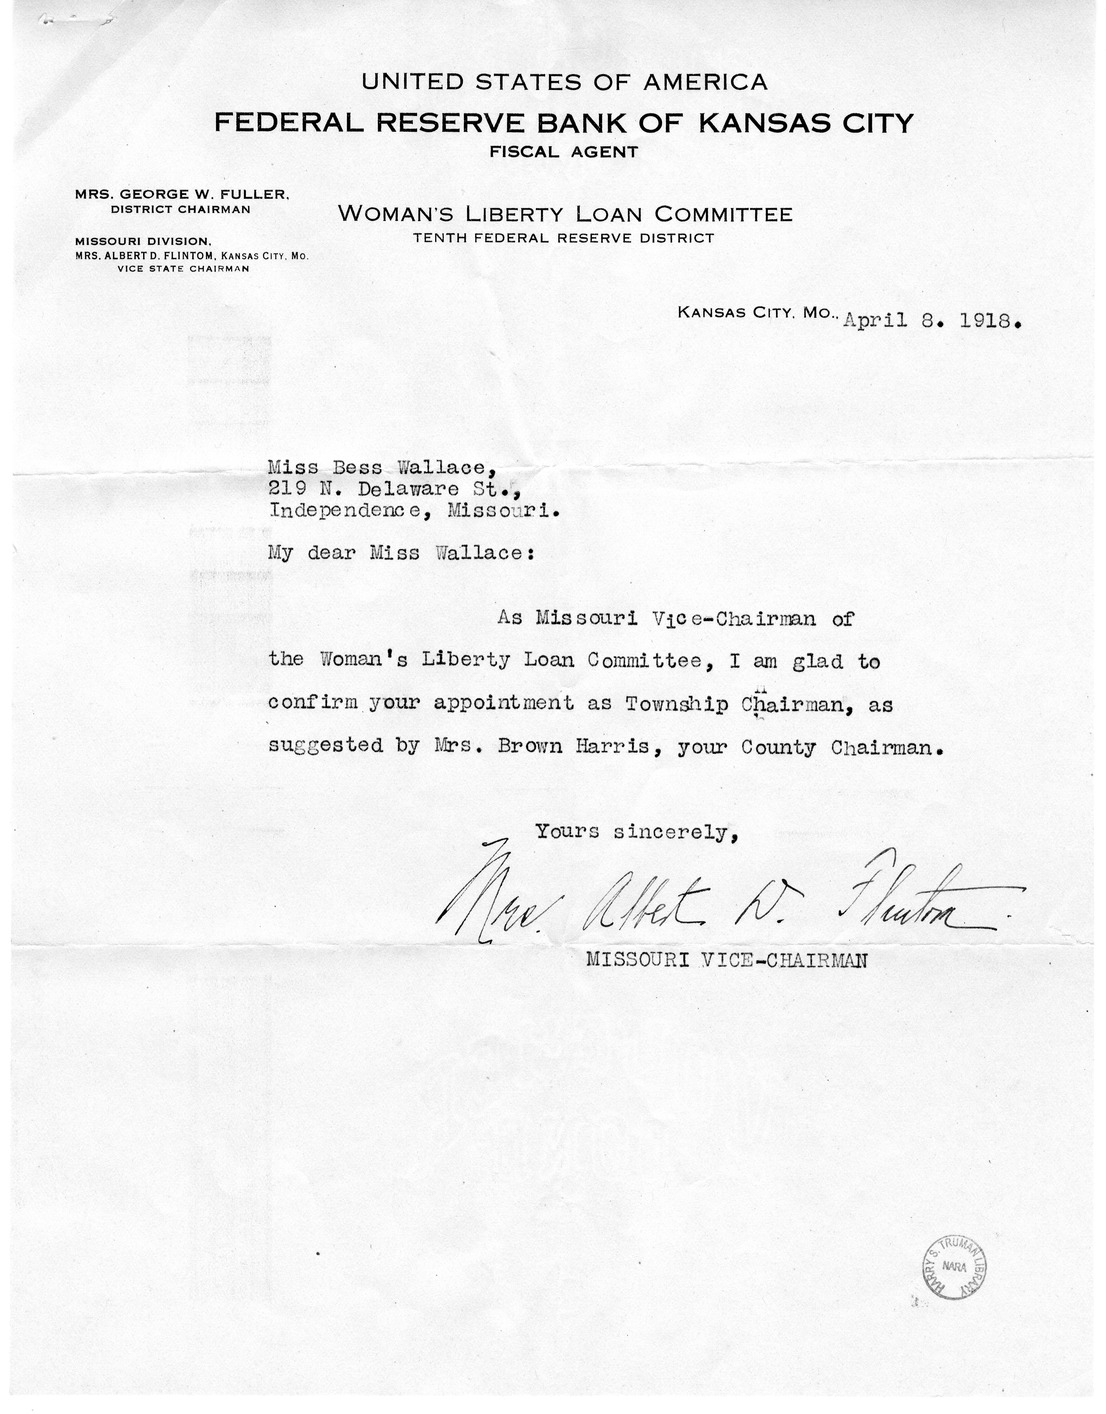 UNITED STATES OF AMERICA
FEDERAL RESERVE BANK OF KANSAS CITY
FISCAL AGENT
MRS. GEORGE W. FULLER,
DISTRICT CHAIRMAN
WOMAN'S LIBERTY LOAN COMMITTEE
TENTH FEDERAL RESERVE DISTRICT
MISSOURI DIVISION,
MRS. ALBERT D. FLINTOM, KANSAS CITY, MO.
VICE STATE CHAIRMAN
KANSAS CITY, MO., April 8. 1918.
Miss Bess Wallace,
219 N. Delaware St.,
Independence, Missouri.
My dear Miss Wallace:
As Missouri Vice-Chairman of
the Woman's Liberty Loan Committee, I am glad to
confirm your appointment as Township Chairman, as
suggested by Mrs. Brown Harris, your County Chairman.
Yours sincerely,
Mrs. Albert D. Flintom.
MISSOURI VICE-CHAIRMAN
HARRY S. TRUMAN LIBRARY
NARA